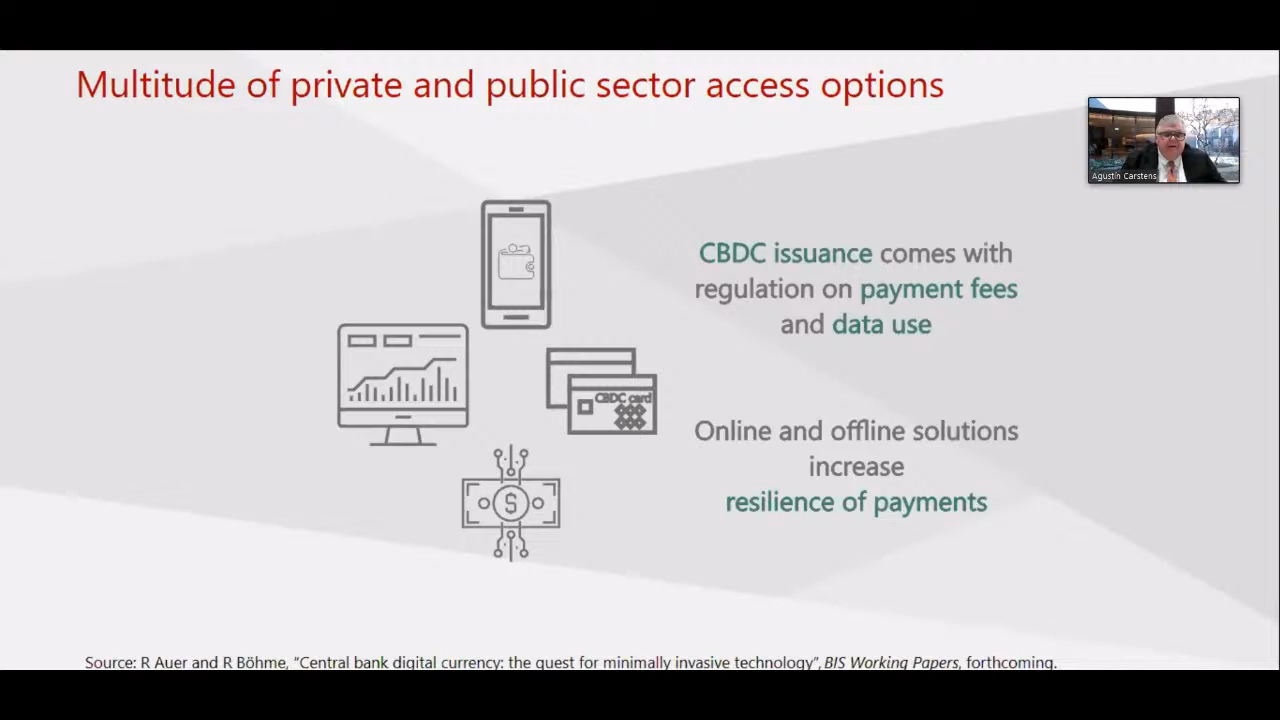 Multitude of private and public sector access options
Agustín Carstens
CBDC issuance comes with
regulation on payment fees
and data use
CBDC card
Online and offline solutions
increase
resilience of payments
$
Source: R Auer and R Böhme, “Central bank digital currency: the quest for minimally invasive technology”, BIS Working Papers, forthcoming.